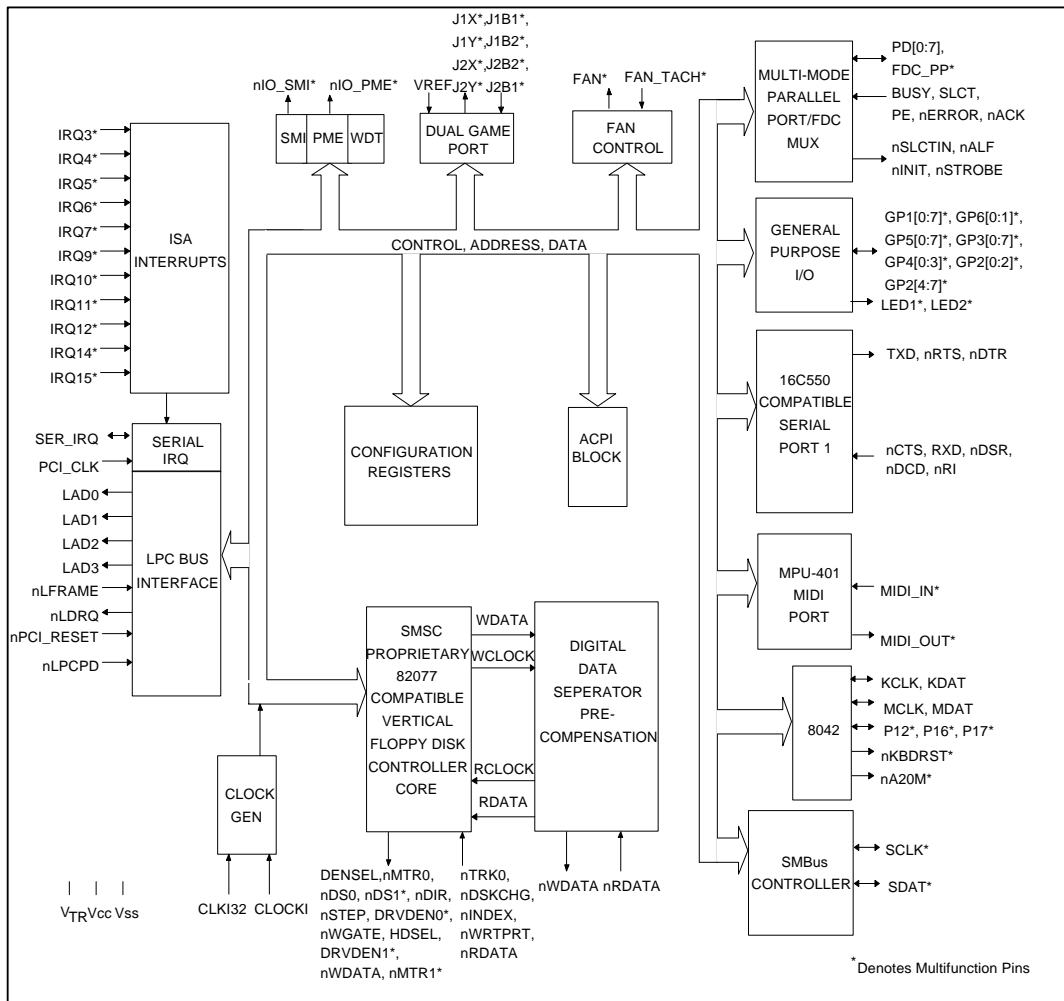 J1X*,J1B1*,
J1Y*,J1B2*,
J2X*,J2B2*,
J2Y*,J2B1*
nIO_SMI*
nIO_PME*
VREF
FAN*
FAN_TACH*
SMI
PME
WDT
DUAL GAME
PORT
FAN
CONTROL
MULTI-MODE
PARALLEL
PORT/FDC
MUX
PD[0:7],
FDC_PP*
BUSY, SLCT,
PE, nERROR, nACK
nSLCTIN, nALF
nINIT, nSTROBE
IRQ3*
IRQ4*
IRQ5*
IRQ6*
IRQ7*
IRQ9*
IRQ10*
IRQ11*
IRQ12*
IRQ14*
IRQ15*
ISA
INTERRUPTS
CONTROL, ADDRESS, DATA
GENERAL
PURPOSE
I/O
GP1[0:7]*, GP6[0:1]*,
GP5[0:7]*, GP3[0:7]*,
GP4[0:3]*, GP2[0:2]*,
GP2[4:7]*
LED1*, LED2*
16C550
COMPATIBLE
SERIAL
PORT 1
TXD, nRTS, nDTR
nCTS, RXD, nDSR,
nDCD, nRI
SER_IRQ
PCI_CLK
SERIAL
IRQ
CONFIGURATION
REGISTERS
ACPI
BLOCK
LAD0
LAD1
LAD2
LAD3
nLFRAME
nLDRQ
nPCI_RESET
nLPCPD
LPC BUS
INTERFACE
MPU-401
MIDI
PORT
MIDI_IN*
MIDI_OUT*
SMSC
PROPRIETARY
82077
COMPATIBLE
VERTICAL
FLOPPY DISK
CONTROLLER
CORE
WDATA
WCLOCK
RCLOCK
RDATA
DIGITAL
DATA
SEPERATOR
PRE-
COMPENSATION
8042
KCLK, KDAT
MCLK, MDAT
P12*, P16*, P17*
nKBDRST*
nA20M*
CLOCK
GEN
CLKI32
CLOCKI
VTR Vcc Vss
DENSEL,nMTR0,
nDS0, nDS1*, nDIR,
nSTEP, DRVDEN0*,
nWGATE, HDSEL,
DRVDEN1*,
nWDATA, nMTR1*
nTRK0,
nDSKCHG,
nINDEX,
nWRTPRT,
nRDATA
nWDATA nRDATA
SMBus
CONTROLLER
SCLK*
SDAT*
*Denotes Multifunction Pins